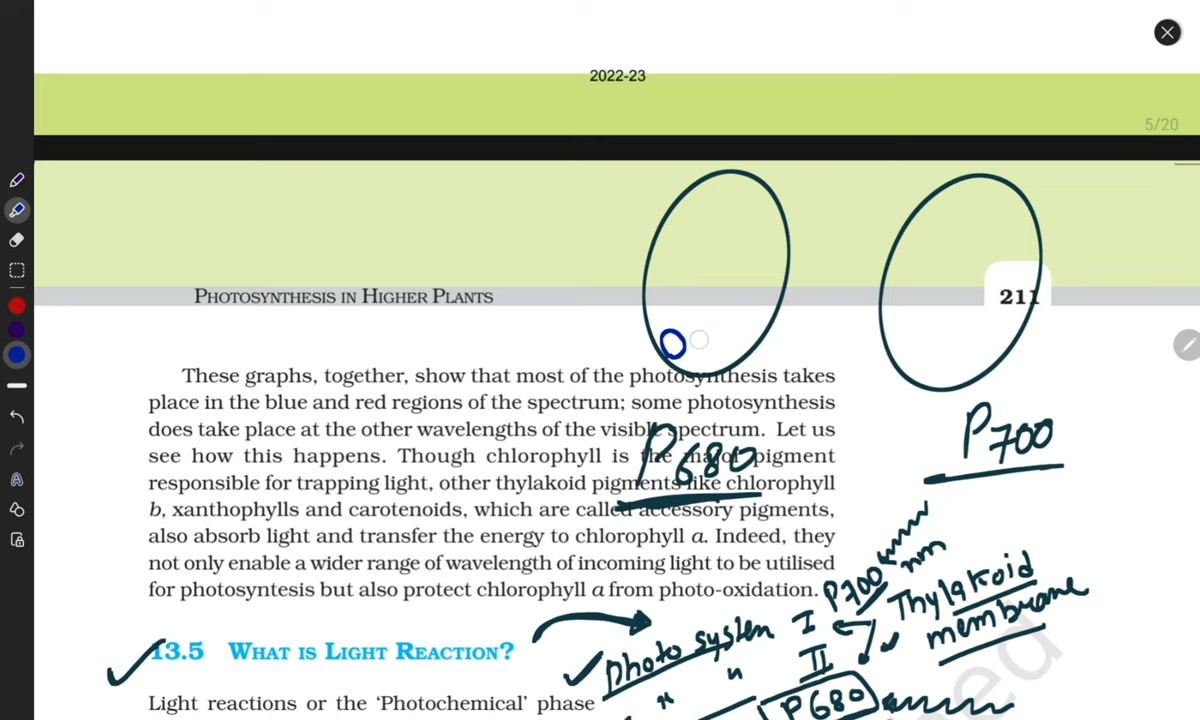 2022-23
5/20
PHOTOSYNTHESIS IN HIGHER PLANTS
211
These graphs, together, show that most of the photosynthesis takes
place in the blue and red regions of the spectrum; some photosynthesis
does take place at the other wavelengths of the visible spectrum. Let us
see how this happens. Though chlorophyll is the major pigment
responsible for trapping light, other thylakoid pigments like chlorophyll
b, xanthophylls and carotenoids, which are called accessory pigments,
also absorb light and transfer the energy to chlorophyll a. Indeed, they
not only enable a wider range of wavelength of incoming light to be utilised
for photosyntesis but also protect chlorophyll a from photo-oxidation.
P680
P700
P700 nm
Thylakoid
membrane
13.5 WHAT IS LIGHT REACTION?
Photo system I
" II
P680
Light reactions or the ‘Photochemical’ phase